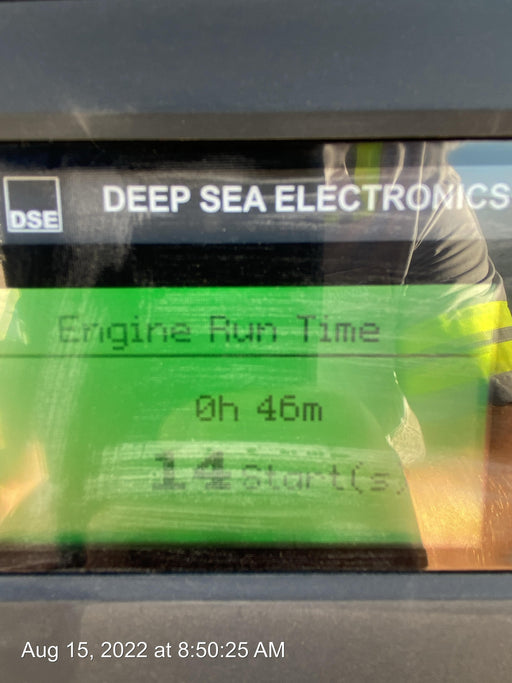 DSE
DEEP SEA ELECTRONICS
Engine Run Time
0h 46m
14 Start(s)
Aug 15, 2022 at 8:50:25 AM